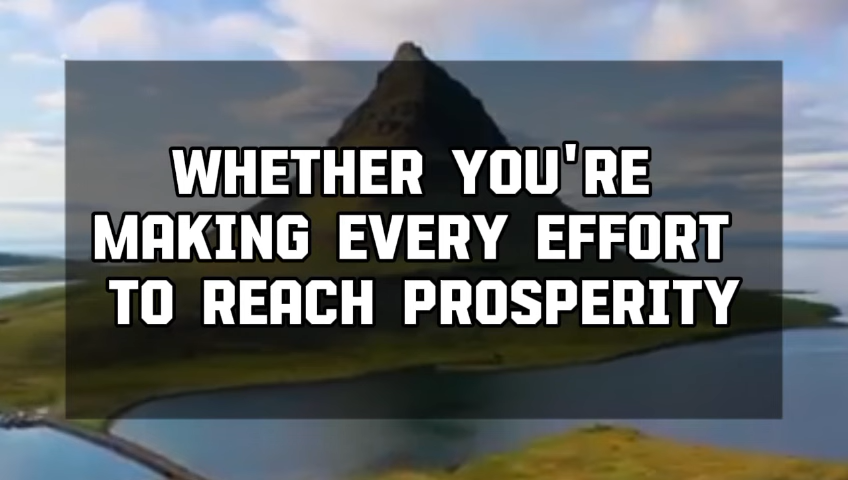 WHETHER YOU'RE
MAKING EVERY EFFORT
TO REACH PROSPERITY